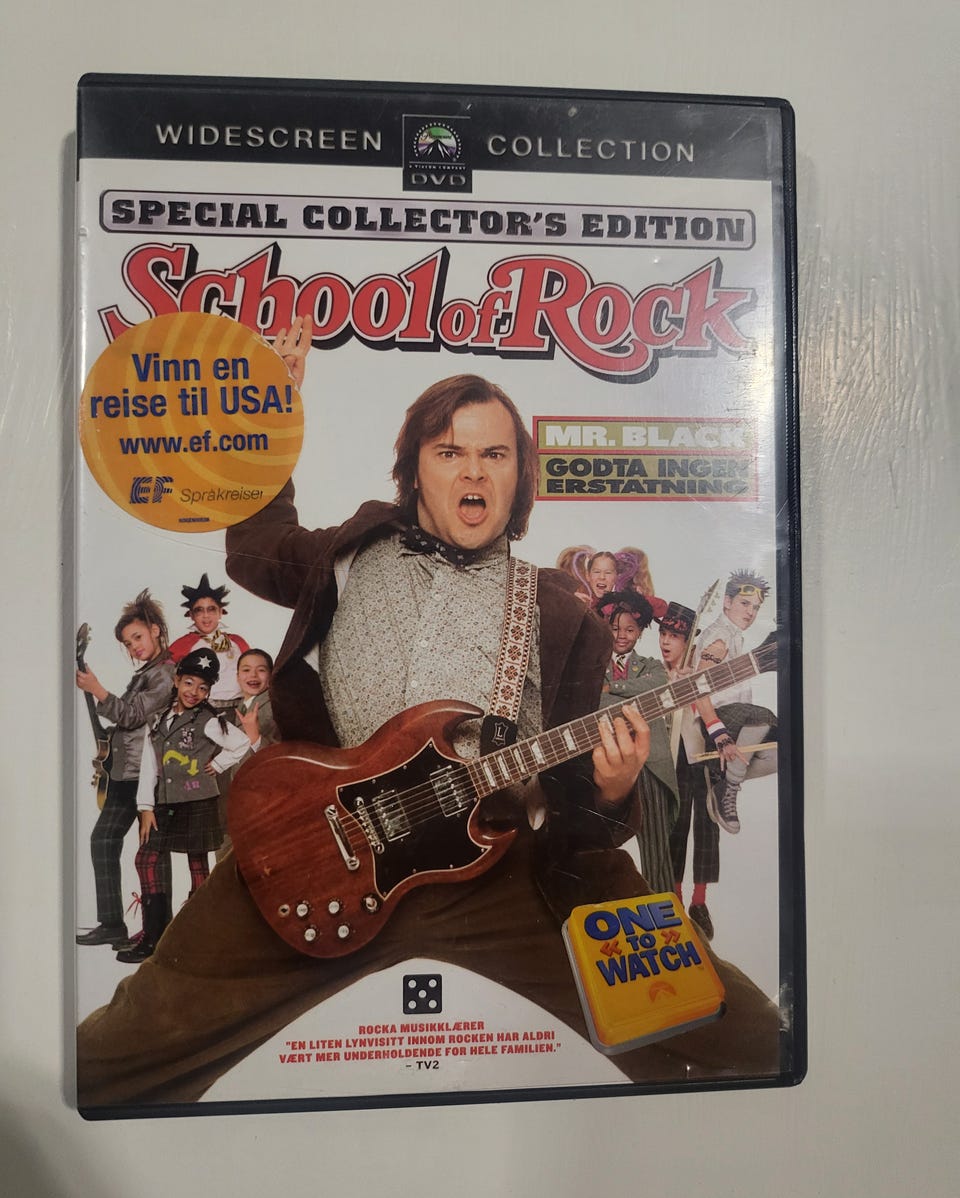 WIDESCREEN COLLECTION
Paramount
DVD
SPECIAL COLLECTOR'S EDITION
School of Rock
Vinn en
reise til USA!
www.ef.com
EF Språkreiser
MR. BLACK
GODTA INGEN
ERSTATNING
L
ONE
TO
WATCH
ROCKA MUSIKKLÆRER
"EN LITEN LYNVISITT INNOM ROCKEN HAR ALDRI
VÆRT MER UNDERHOLDENDE FOR HELE FAMILIEN."
– TV2